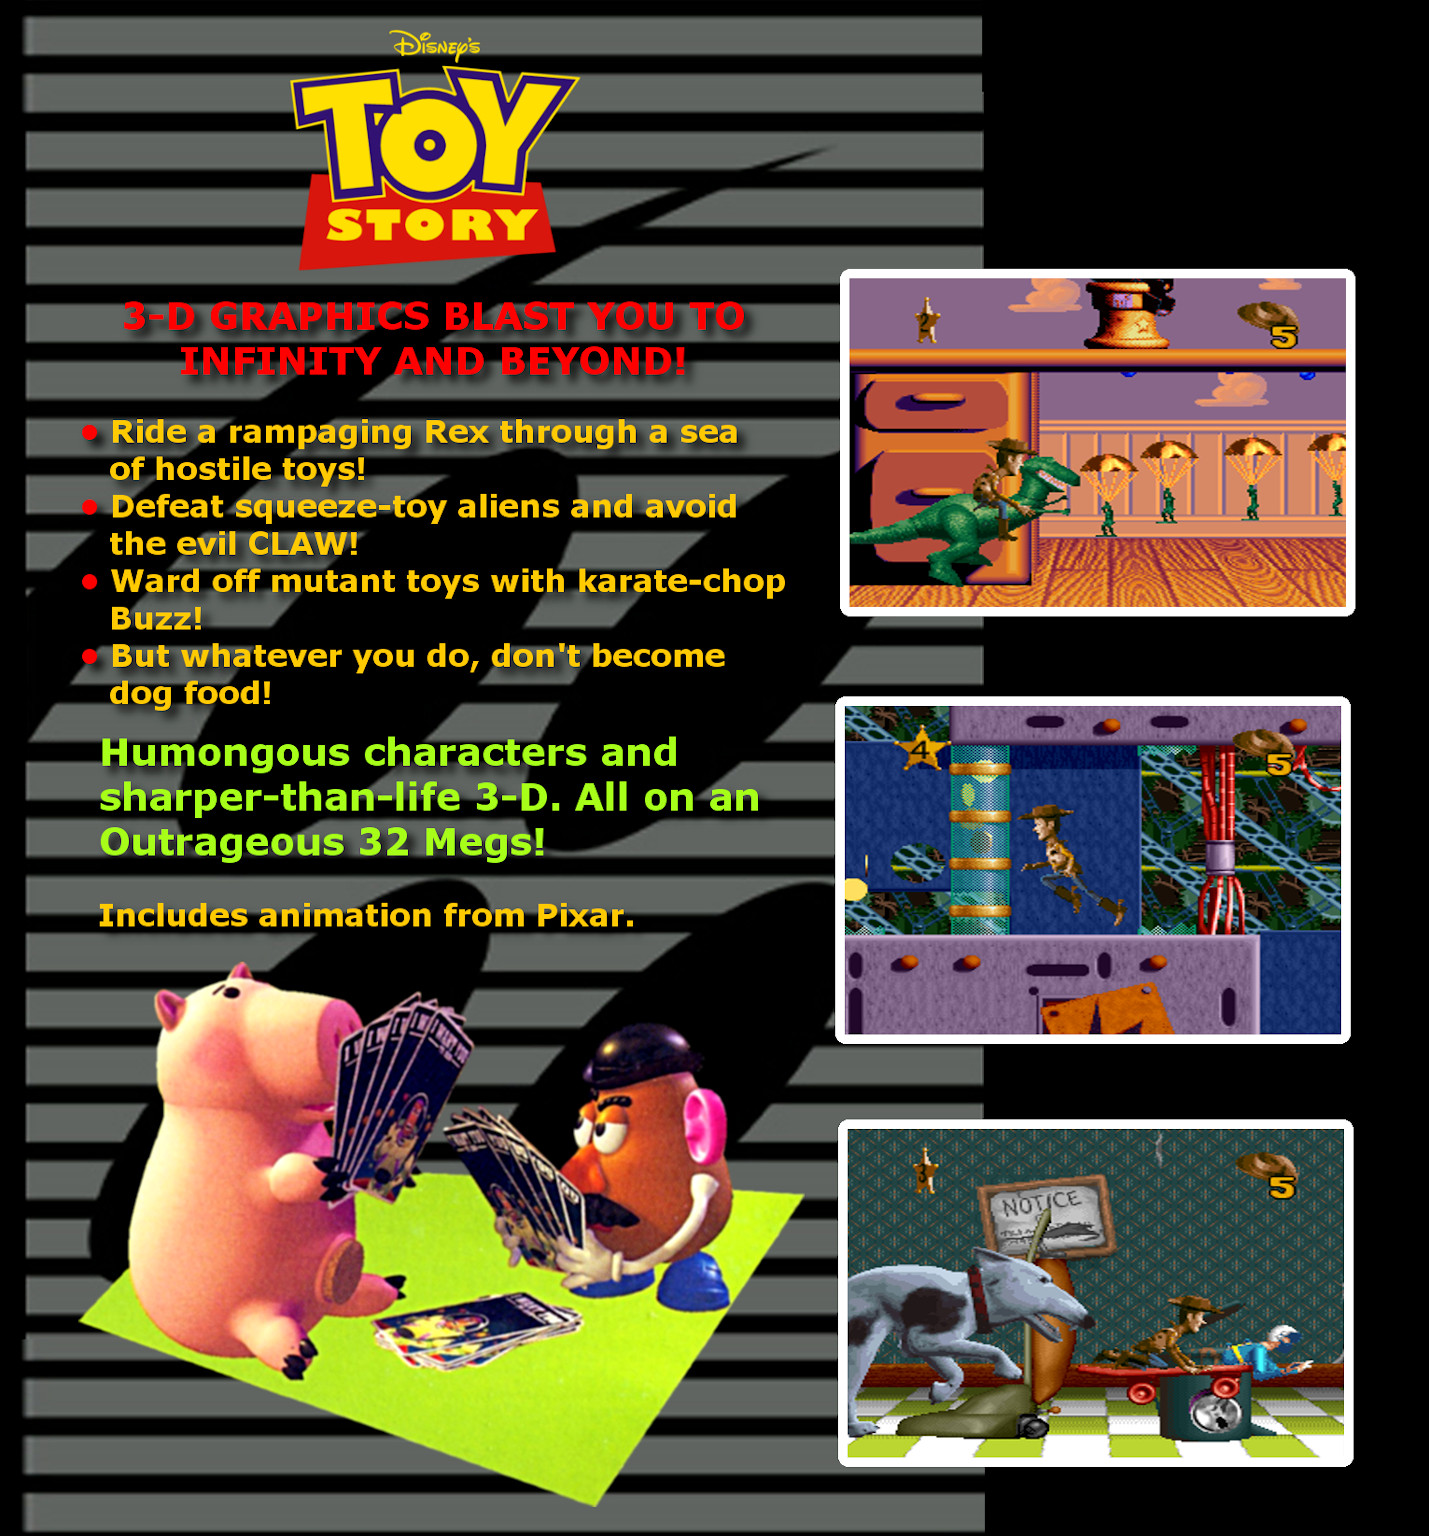 Disney's
TOY
STORY
3-D GRAPHICS BLAST YOU TO
INFINITY AND BEYOND!
• Ride a rampaging Rex through a sea
of hostile toys!
• Defeat squeeze-toy aliens and avoid
the evil CLAW!
• Ward off mutant toys with karate-chop
Buzz!
• But whatever you do, don't become
dog food!
Humongous characters and
sharper-than-life 3-D. All on an
Outrageous 32 Megs!
Includes animation from Pixar.
2
5
4
5
3
5
NOTICE